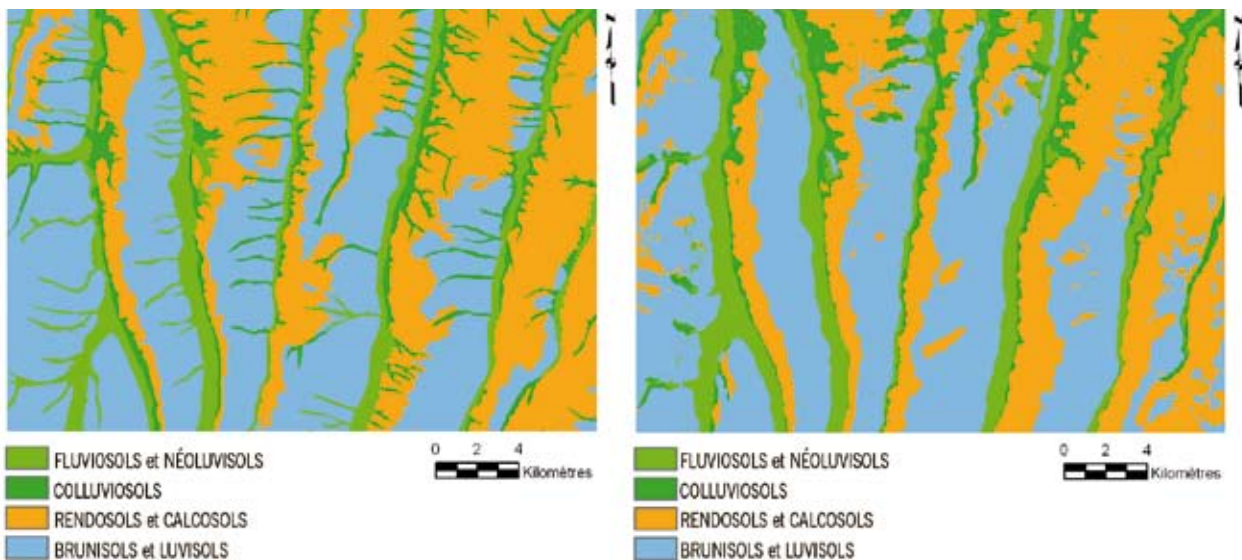 FLUVIOSOLS et NÉOLUVISOLS
COLLUVIOSOLS
RENDOSOLS et CALCOSOLS
BRUNISOLS et LUVISOLS
0 2 4
Kilomètres
FLUVIOSOLS et NÉOLUVISOLS
COLLUVIOSOLS
RENDOSOLS et CALCOSOLS
BRUNISOLS et LUVISOLS
0 2 4
Kilomètres